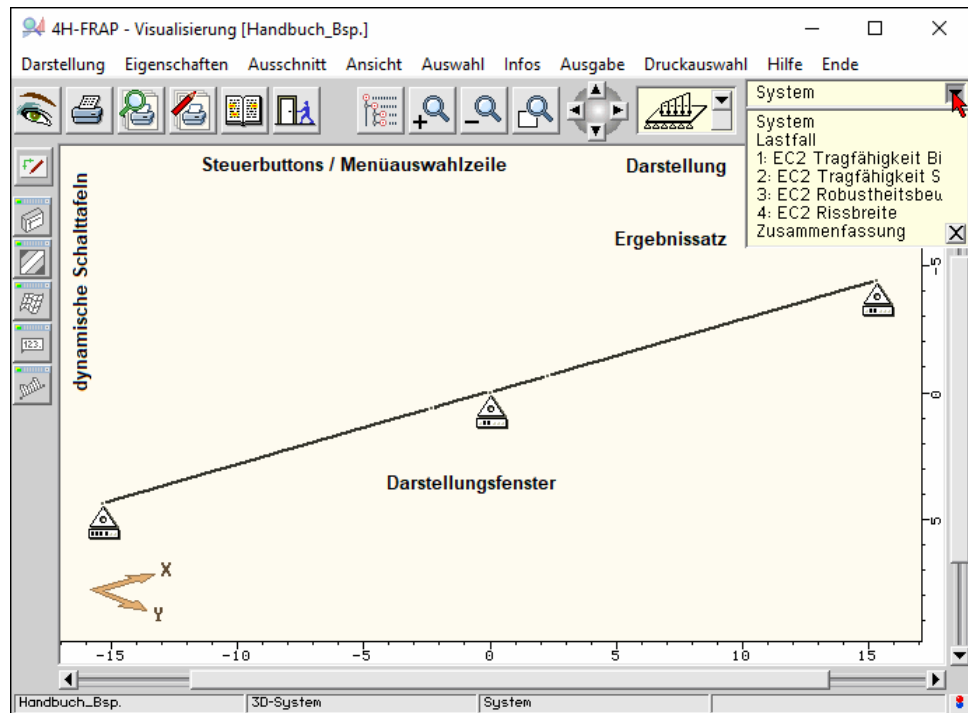 4H-FRAP - Visualisierung [Handbuch_Bsp.]
Darstellung Eigenschaften Ausschnitt Ansicht Auswahl Infos Ausgabe Druckauswahl Hilfe Ende
System
System
Lastfall
1: EC2 Tragfähigkeit Bi
2: EC2 Tragfähigkeit S
3: EC2 Robustheitsbeu
4: EC2 Rissbreite
Zusammenfassung
Steuerbuttons / Menüauswahlzeile
Darstellung
Ergebnissatz
dynamische Schalttafeln
123.
Darstellungsfenster
X
Y
-5
0
5
-15 -10 -5 0 5 10 15
Handbuch_Bsp. 3D-System System